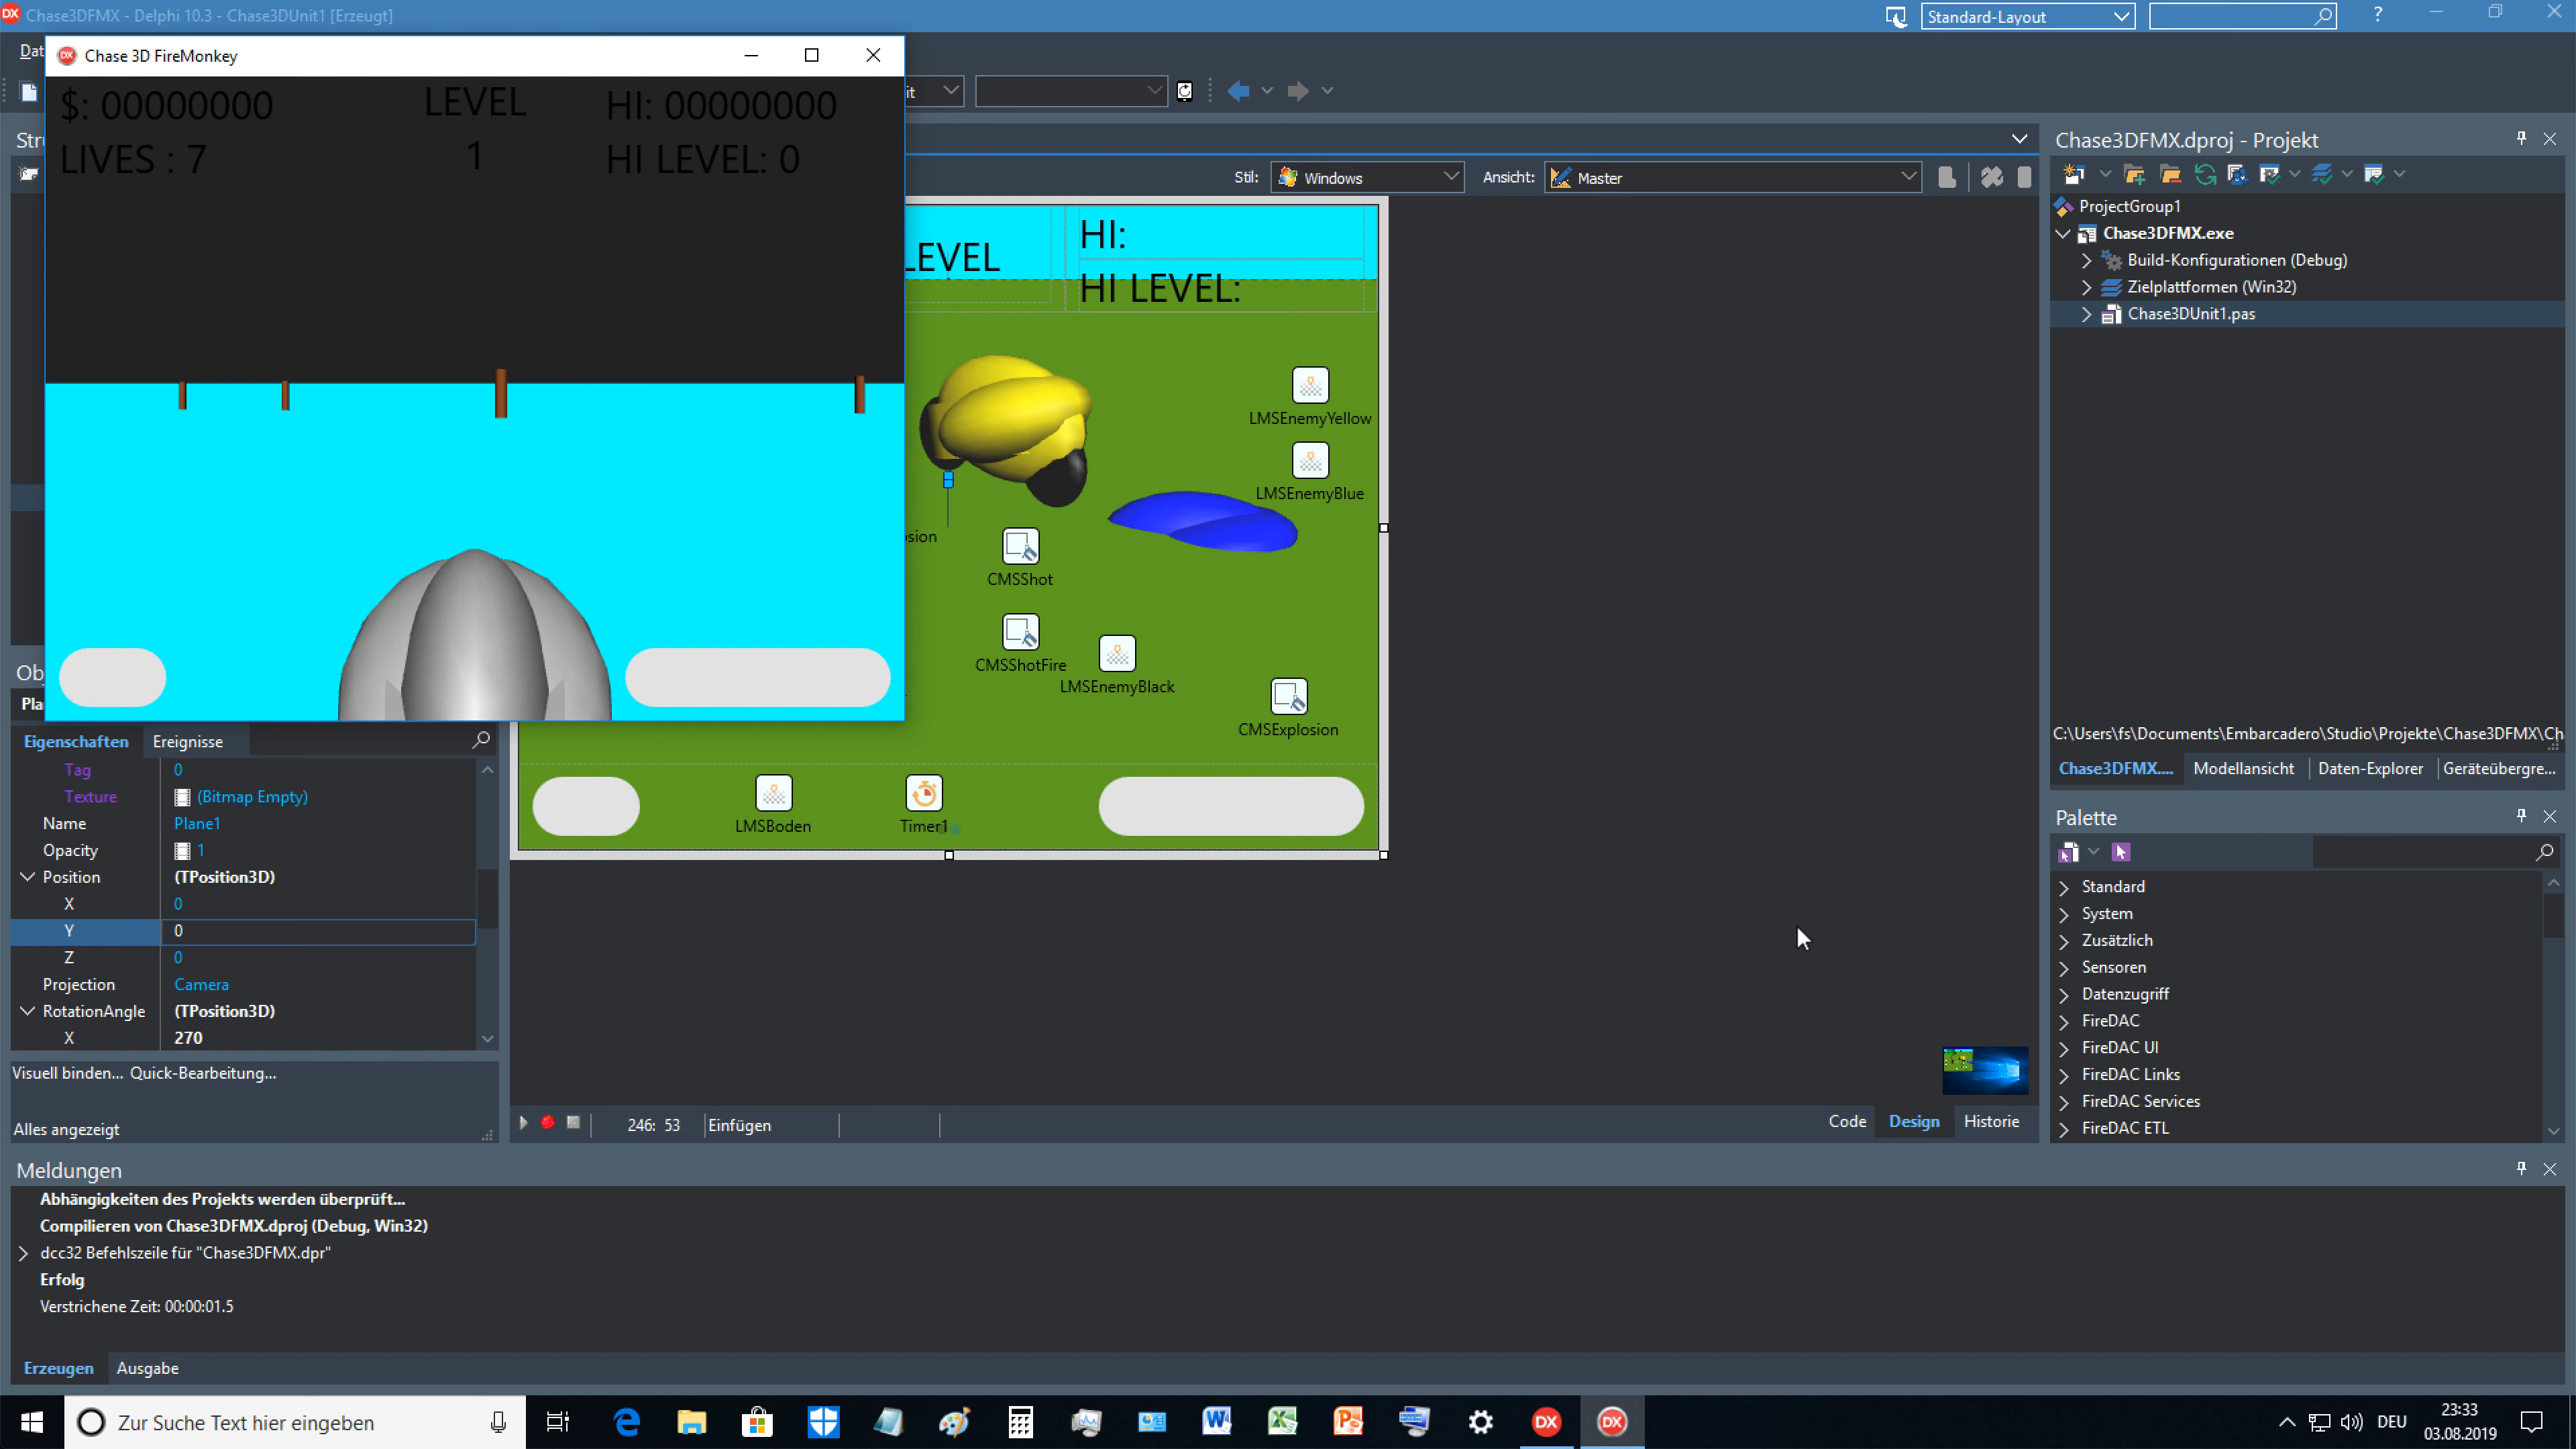 Chase3DFMX - Delphi 10.3 - Chase3DUnit1 [Erzeugt]
Standard-Layout
?
Dat
Chase 3D FireMonkey
$: 00000000
LEVEL
HI: 00000000
LIVES : 7
1
HI LEVEL: 0
Stru
it
Stil:
Windows
Ansicht:
Master
LEVEL
HI:
HI LEVEL:
LMSEnemyYellow
LMSEnemyBlue
osion
CMSShot
CMSShotFire
LMSEnemyBlack
CMSExplosion
LMSBoden
Timer1
Chase3DFMX.dproj - Projekt
ProjectGroup1
Chase3DFMX.exe
Build-Konfigurationen (Debug)
Zielplattformen (Win32)
Chase3DUnit1.pas
C:\Users\fs\Documents\Embarcadero\Studio\Projekte\Chase3DFMX\Ch
Chase3DFMX....
Modellansicht
Daten-Explorer
Geräteübergre...
Obj
Pla
Eigenschaften
Ereignisse
Tag
0
Texture
(Bitmap Empty)
Name
Plane1
Opacity
1
Position
(TPosition3D)
X
0
Y
0
Z
0
Projection
Camera
RotationAngle
(TPosition3D)
X
270
Visuell binden... Quick-Bearbeitung...
Alles angezeigt
246: 53
Einfügen
Code
Design
Historie
Palette
Standard
System
Zusätzlich
Sensoren
Datenzugriff
FireDAC
FireDAC UI
FireDAC Links
FireDAC Services
FireDAC ETL
Meldungen
Abhängigkeiten des Projekts werden überprüft...
Compilieren von Chase3DFMX.dproj (Debug, Win32)
dcc32 Befehlszeile für "Chase3DFMX.dpr"
Erfolg
Verstrichene Zeit: 00:00:01.5
Erzeugen
Ausgabe
Zur Suche Text hier eingeben
DEU
23:33
03.08.2019